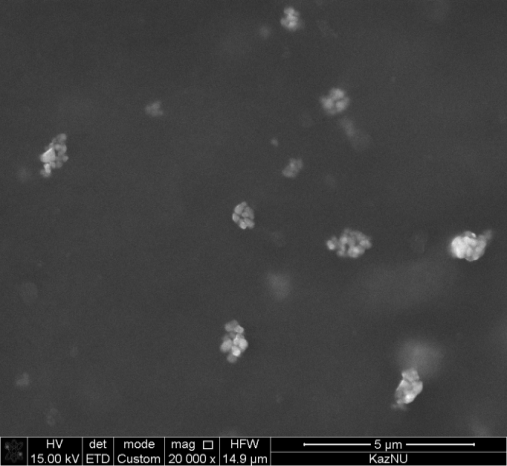 HV det mode mag HFW 5 µm
15.00 kV ETD Custom 20 000 x 14.9 µm KazNU